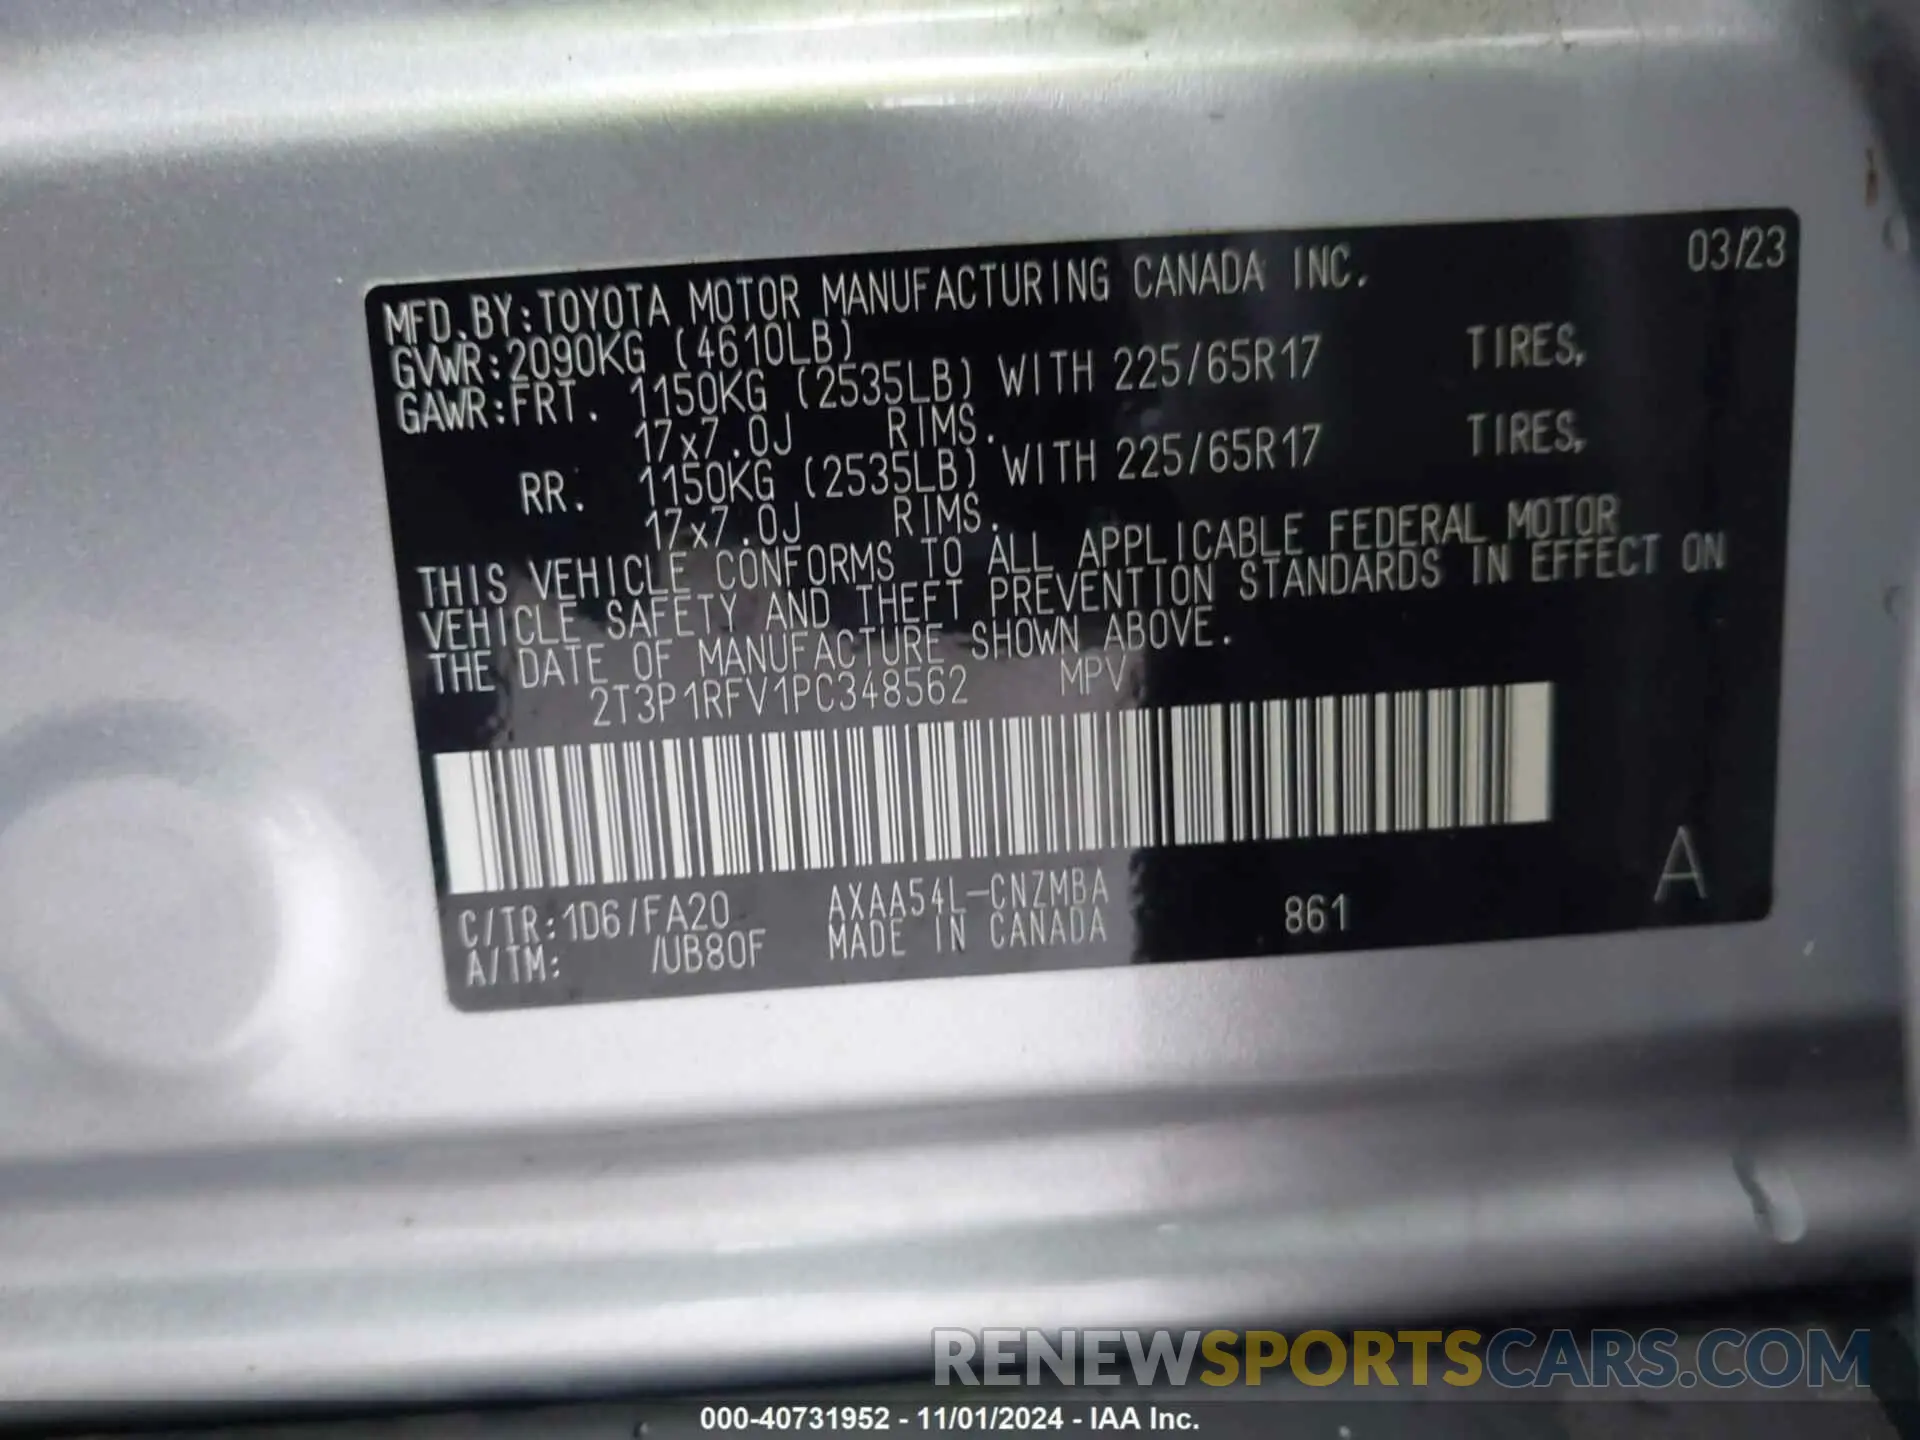 03/23
MFD.BY:TOYOTA MOTOR MANUFACTURING CANADA INC.
GVWR:2090KG (4610LB)
GAWR:FRT. 1150KG (2535LB) WITH 225/65R17 TIRES,
17x7.0J RIMS.
RR. 1150KG (2535LB) WITH 225/65R17 TIRES,
17x7.0J RIMS.
THIS VEHICLE CONFORMS TO ALL APPLICABLE FEDERAL MOTOR
VEHICLE SAFETY AND THEFT PREVENTION STANDARDS IN EFFECT ON
THE DATE OF MANUFACTURE SHOWN ABOVE.
2T3P1RFV1PC348562 MPV
C/TR:1D6/FA20 AXAA54L-CNZMBA 861 A
A/TM: /UB80F MADE IN CANADA
RENEWSPORTSCARS.COM
000-40731952 - 11/01/2024 - IAA Inc.